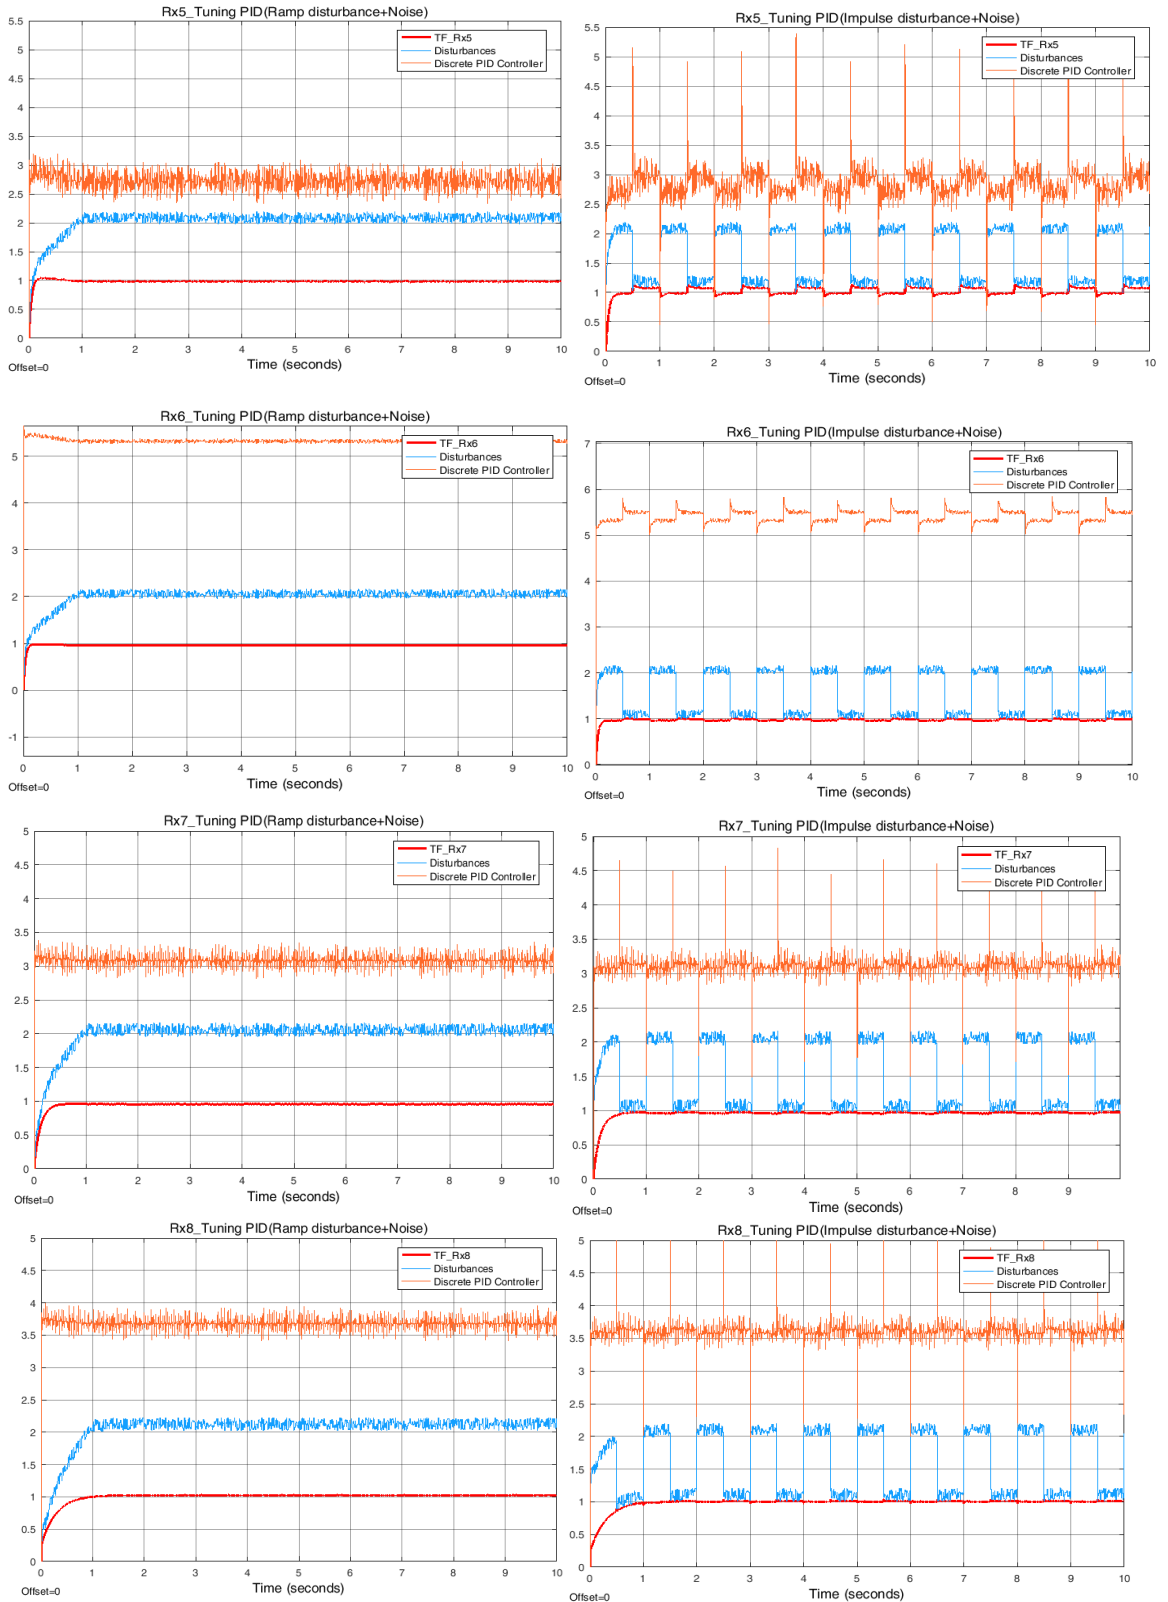 Rx5_Tuning PID(Ramp disturbance+Noise)
TF_Rx5
Disturbances
Discrete PID Controller
5.5
5
4.5
4
3.5
3
2.5
2
1.5
1
0.5
0
0 1 2 3 4 5 6 7 8 9 10
Time (seconds)
Offset=0
Rx5_Tuning PID(Impulse disturbance+Noise)
TF_Rx5
Disturbances
Discrete PID Controller
5.5
5
4.5
4
3.5
3
2.5
2
1.5
1
0.5
0
0 1 2 3 4 5 6 7 8 9 10
Time (seconds)
Offset=0
Rx6_Tuning PID(Ramp disturbance+Noise)
TF_Rx6
Disturbances
Discrete PID Controller
5
4
3
2
1
0
-1
0 1 2 3 4 5 6 7 8 9 10
Time (seconds)
Offset=0
Rx6_Tuning PID(Impulse disturbance+Noise)
TF_Rx6
Disturbances
Discrete PID Controller
7
6
5
4
3
2
1
0
0 1 2 3 4 5 6 7 8 9 10
Time (seconds)
Offset=0
Rx7_Tuning PID(Ramp disturbance+Noise)
TF_Rx7
Disturbances
Discrete PID Controller
5
4.5
4
3.5
3
2.5
2
1.5
1
0.5
0
0 1 2 3 4 5 6 7 8 9 10
Time (seconds)
Offset=0
Rx7_Tuning PID(Impulse disturbance+Noise)
TF_Rx7
Disturbances
Discrete PID Controller
5
4.5
4
3.5
3
2.5
2
1.5
1
0.5
0
0 1 2 3 4 5 6 7 8 9
Time (seconds)
Offset=0
Rx8_Tuning PID(Ramp disturbance+Noise)
TF_Rx8
Disturbances
Discrete PID Controller
5
4.5
4
3.5
3
2.5
2
1.5
1
0.5
0
0 1 2 3 4 5 6 7 8 9 10
Time (seconds)
Offset=0
Rx8_Tuning PID(Impulse disturbance+Noise)
TF_Rx8
Disturbances
Discrete PID Controller
5
4.5
4
3.5
3
2.5
2
1.5
1
0.5
0
0 1 2 3 4 5 6 7 8 9 10
Time (seconds)
Offset=0